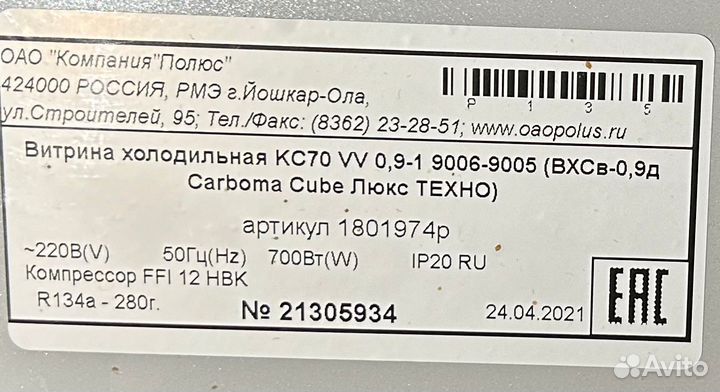 ОАО "Компания"Полюс"
424000 РОССИЯ, РМЭ г.Йошкар-Ола,
ул.Строителей, 95; Тел./Факс: (8362) 23-28-51; www.oaopolus.ru
P 1 3 5
Витрина холодильная KC70 VV 0,9-1 9006-9005 (ВХСв-0,9д
Carboma Cube Люкс ТЕХНО)
артикул 1801974р
~220В(V) 50Гц(Hz) 700Вт(W) IP20 RU
Компрессор FFI 12 HBK
R134a - 280г.
№ 21305934
24.04.2021
EAC
Avito